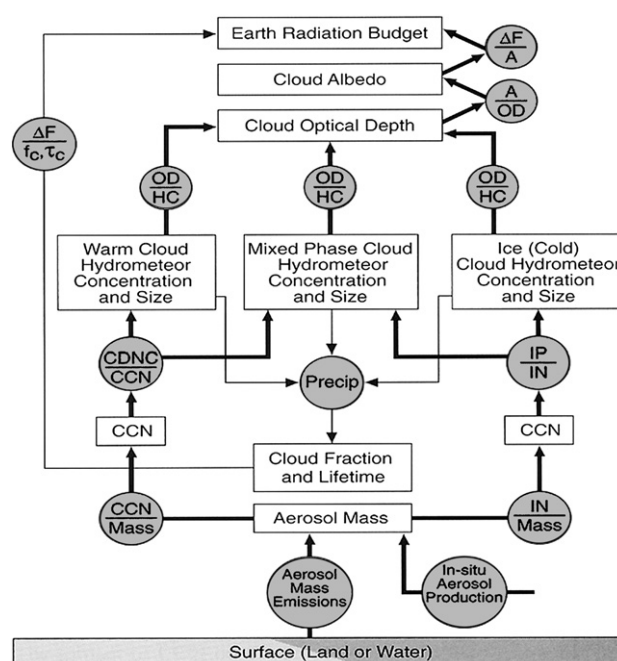 Earth Radiation Budget
ΔF
A
Cloud Albedo
A
OD
Cloud Optical Depth
ΔF
fC,τC
OD
HC
OD
HC
OD
HC
Warm Cloud
Hydrometeor
Concentration
and Size
Mixed Phase Cloud
Hydrometeor
Concentration
and Size
Ice (Cold)
Cloud Hydrometeor
Concentration
and Size
CDNC
CCN
Precip
IP
IN
CCN
CCN
Cloud Fraction
and Lifetime
CCN
Mass
Aerosol Mass
IN
Mass
Aerosol
Mass
Emissions
In-situ
Aerosol
Production
Surface (Land or Water)